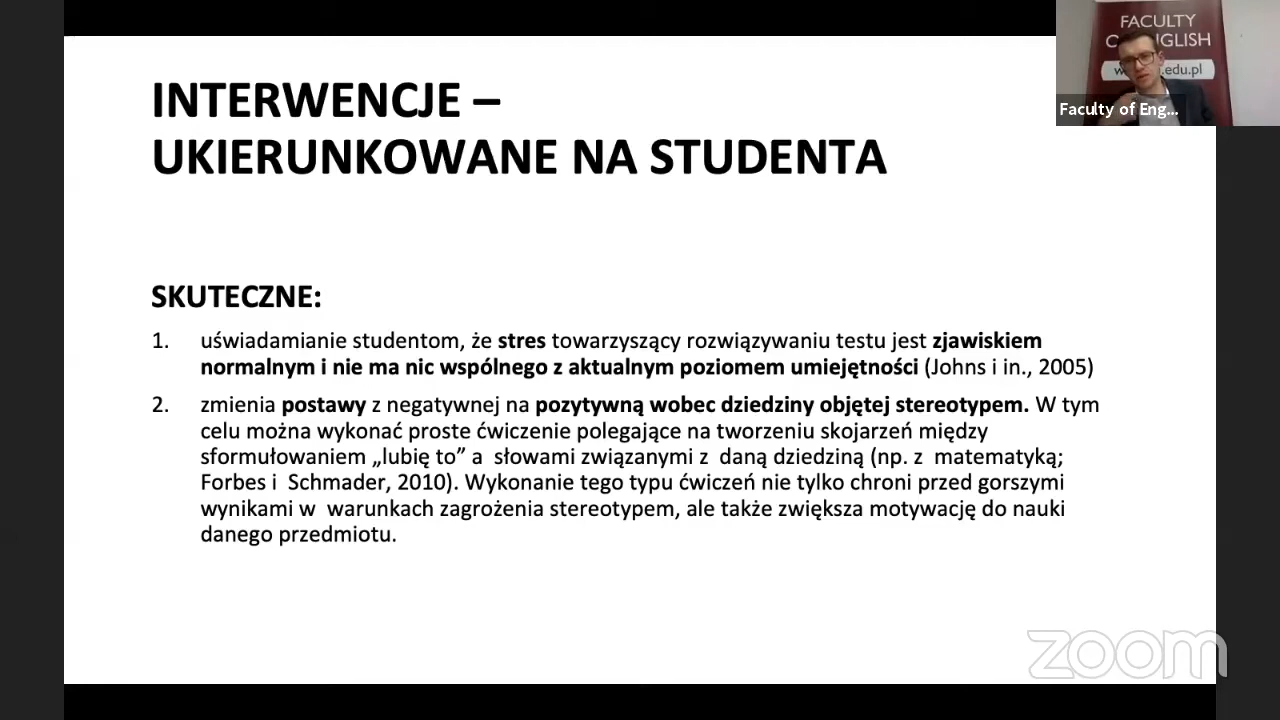 INTERWENCJE –
UKIERUNKOWANE NA STUDENTA
SKUTECZNE:
1. uświadamianie studentom, że stres towarzyszący rozwiązywaniu testu jest zjawiskiem
normalnym i nie ma nic wspólnego z aktualnym poziomem umiejętności (Johns i in., 2005)
2. zmienia postawy z negatywnej na pozytywną wobec dziedziny objętej stereotypem. W tym
celu można wykonać proste ćwiczenie polegające na tworzeniu skojarzeń między
sformułowaniem „lubię to” a słowami związanymi z daną dziedziną (np. z matematyką;
Forbes i Schmader, 2010). Wykonanie tego typu ćwiczeń nie tylko chroni przed gorszymi
wynikami w warunkach zagrożenia stereotypem, ale także zwiększa motywację do nauki
danego przedmiotu.
FACULTY
ENGLISH
.edu.pl
Faculty of Eng...
zoom